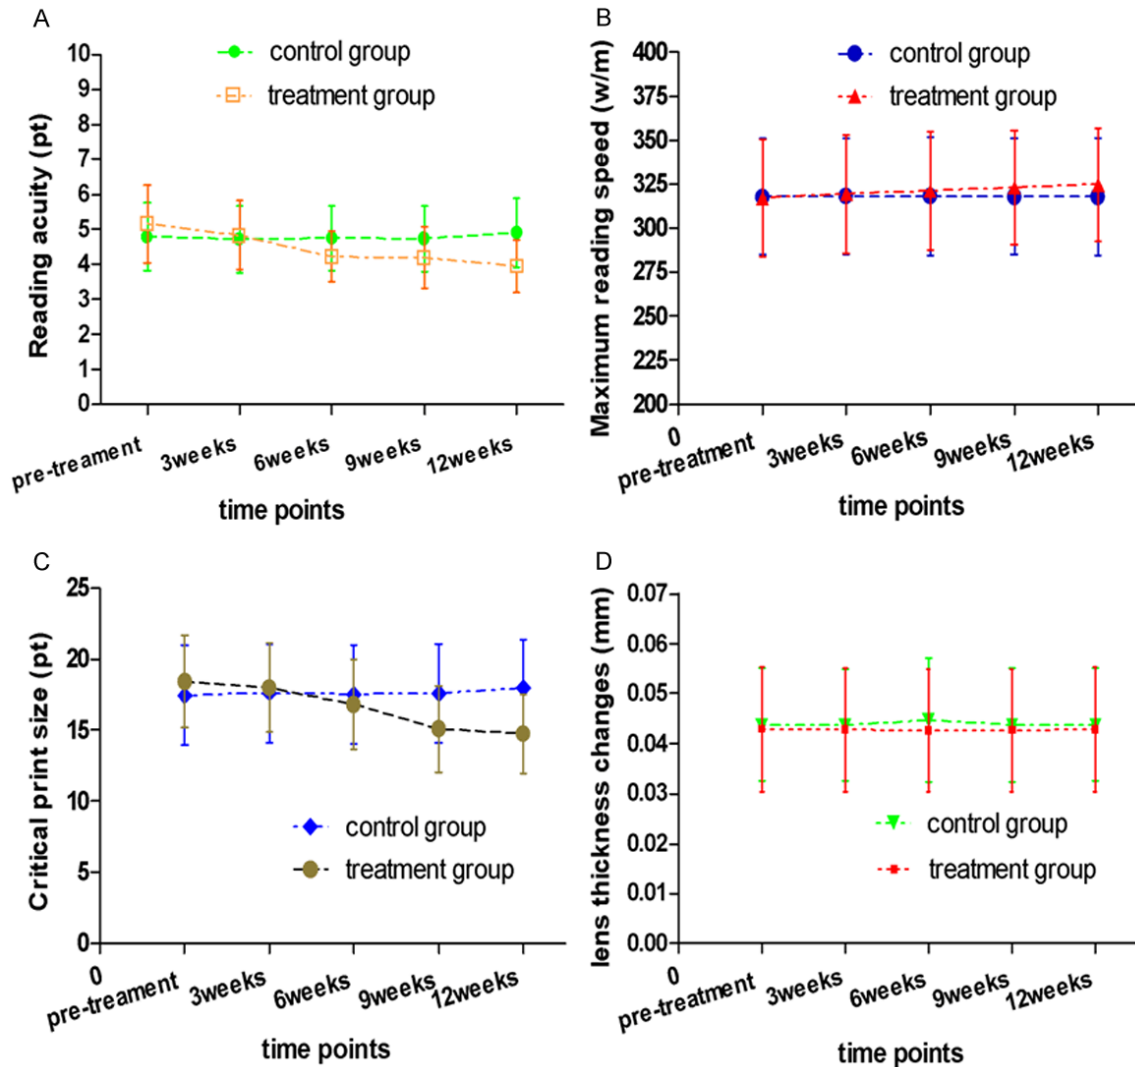 A
Reading acuity (pt)
10
9
8
7
6
5
4
3
2
1
0
control group
treatment group
pre-treament
3weeks
6weeks
9weeks
12weeks
time points
B
Maximum reading speed (w/m)
400
375
350
325
300
275
250
225
200
control group
treatment group
0
pre-treatment
3weeks
6weeks
9weeks
12weeks
time points
C
Critical print size (pt)
25
20
15
10
5
0
control group
treatment group
0
pre-treament
3weeks
6weeks
9weeks
12weeks
time points
D
lens thickness changes (mm)
0.07
0.06
0.05
0.04
0.03
0.02
0.01
0.00
control group
treatment group
0
pre-treatment
3weeks
6weeks
9weeks
12weeks
time points